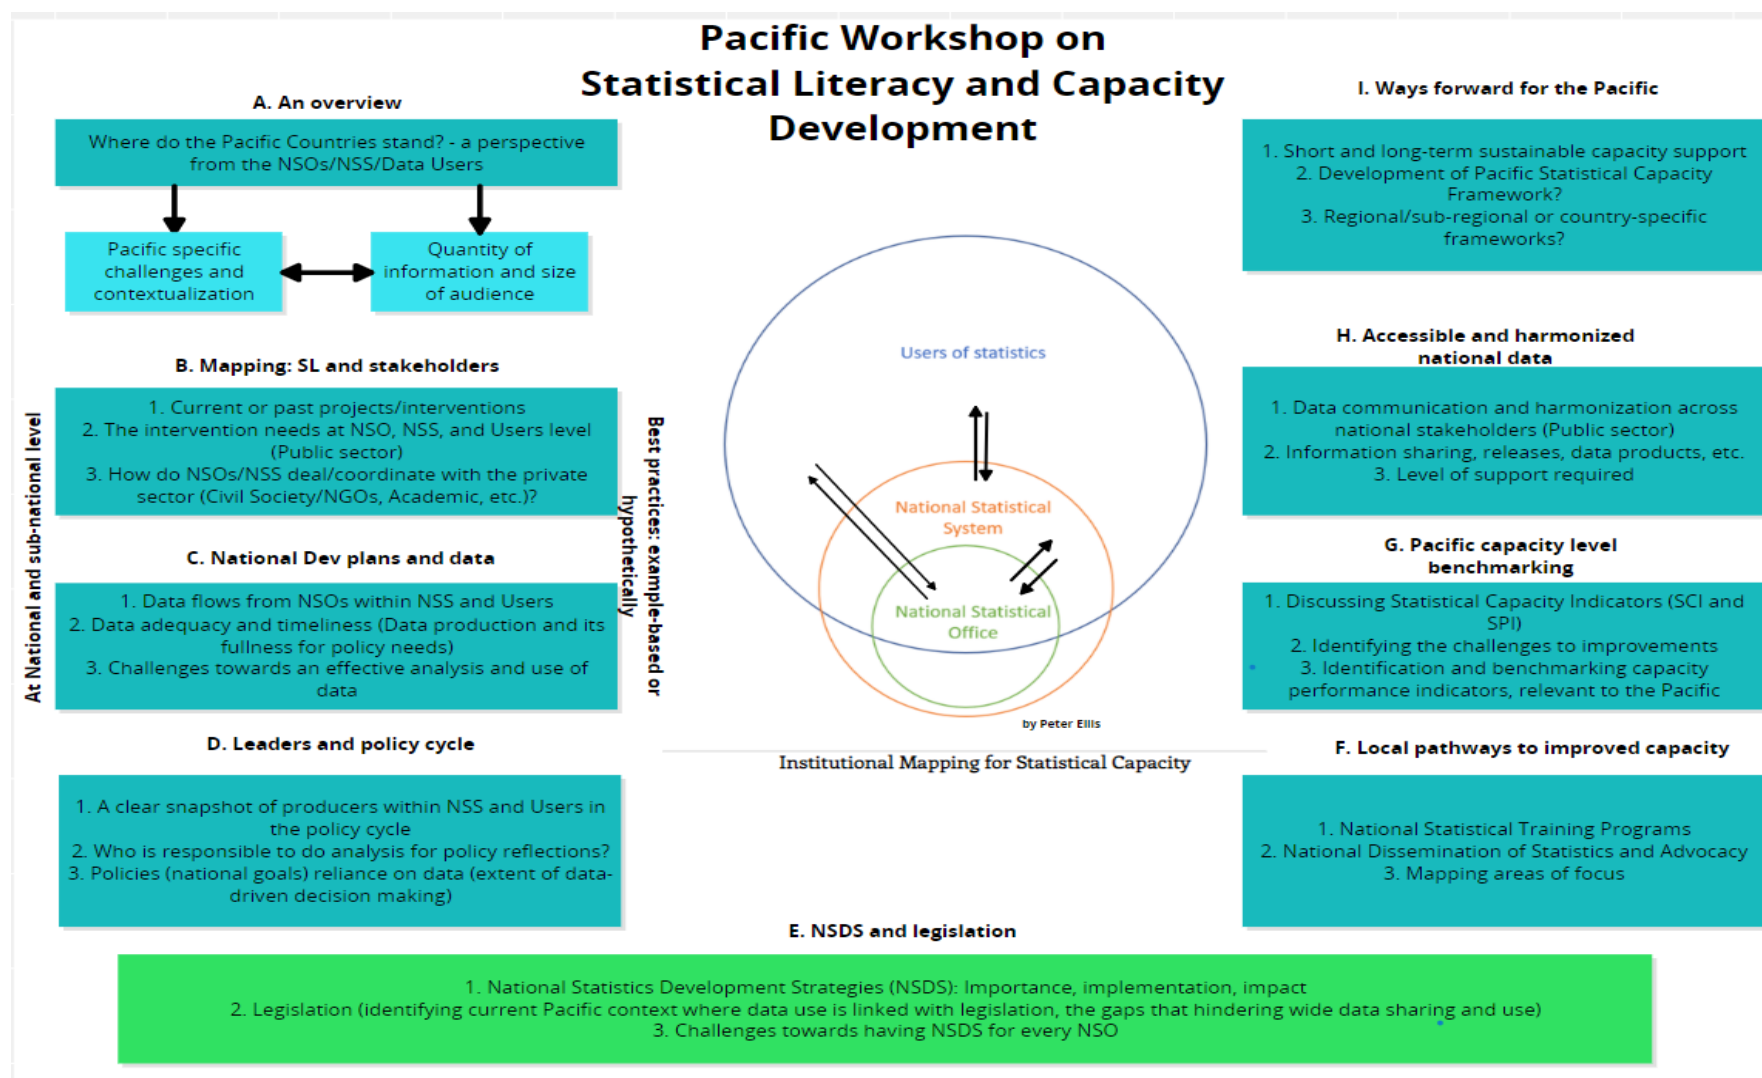 Pacific Workshop on
Statistical Literacy and Capacity
Development
A. An overview
Where do the Pacific Countries stand? - a perspective
from the NSOs/NSS/Data Users
Pacific specific
challenges and
contextualization
Quantity of
information and size
of audience
At National and sub-national level
B. Mapping: SL and stakeholders
1. Current or past projects/interventions
2. The intervention needs at NSO, NSS, and Users level
(Public sector)
3. How do NSOs/NSS deal/coordinate with the private
sector (Civil Society/NGOs, Academic, etc.)?
C. National Dev plans and data
1. Data flows from NSOs within NSS and Users
2. Data adequacy and timeliness (Data production and its
fullness for policy needs)
3. Challenges towards an effective analysis and use of
data
D. Leaders and policy cycle
1. A clear snapshot of producers within NSS and Users in
the policy cycle
2. Who is responsible to do analysis for policy reflections?
3. Policies (national goals) reliance on data (extent of data-
driven decision making)
Best practices: example-based or
hypothetically
Users of statistics
National Statistical
System
National Statistical
Office
by Peter Ellis
Institutional Mapping for Statistical Capacity
E. NSDS and legislation
1. National Statistics Development Strategies (NSDS): Importance, implementation, impact
2. Legislation (identifying current Pacific context where data use is linked with legislation, the gaps that hindering wide data sharing and use)
3. Challenges towards having NSDS for every NSO
F. Local pathways to improved capacity
1. National Statistical Training Programs
2. National Dissemination of Statistics and Advocacy
3. Mapping areas of focus
G. Pacific capacity level
benchmarking
1. Discussing Statistical Capacity Indicators (SCI and
SPI)
2. Identifying the challenges to improvements
3. Identification and benchmarking capacity
performance indicators, relevant to the Pacific
H. Accessible and harmonized
national data
1. Data communication and harmonization across
national stakeholders (Public sector)
2. Information sharing, releases, data products, etc.
3. Level of support required
I. Ways forward for the Pacific
1. Short and long-term sustainable capacity support
2. Development of Pacific Statistical Capacity
Framework?
3. Regional/sub-regional or country-specific
frameworks?